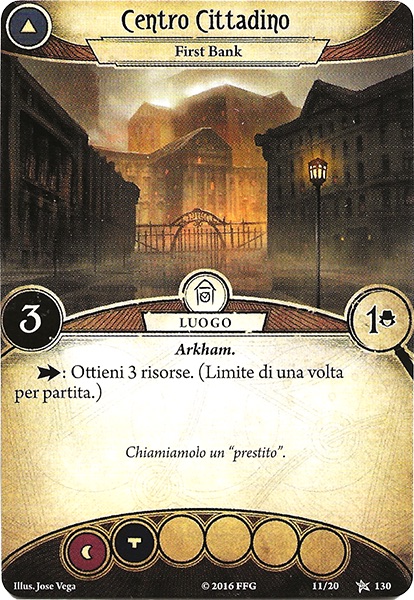 Centro Cittadino
First Bank
3
LUOGO
1
Arkham.
: Ottieni 3 risorse. (Limite di una volta
per partita.)
Chiamiamolo un “prestito”.
Illus. Jose Vega
© 2016 FFG
11/20
130